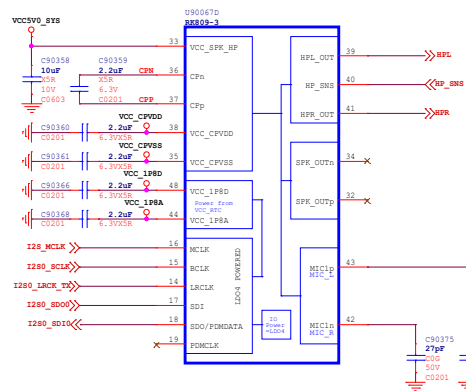 U90067D
RK809-3
VCC5V0_SYS
33 VCC_SPK_HP
HPL_OUT 39 HPL
C90358
10uF
X5R
10V
C0603
C90359
2.2uF CPN
X5R
6.3V CPP
C0201
36 CPn
37 CPp
HP_SNS 40 HP_SNS
HPR_OUT 41 HPR
VCC_CPVDD
C90360 2.2uF 38 VCC_CPVDD
C0201 6.3VX5R
VCC_CPVSS
C90361 2.2uF 35 VCC_CPVSS
C0201 6.3VX5R
SPK_OUTn 34
SPK_OUTp 32
VCC_1P8D
C90366 2.2uF 48 VCC_1P8D
C0201 6.3VX5R
Power from
VCC_RTC
VCC_1P8A
C90368 2.2uF 44 VCC_1P8A
C0201 6.3VX5R
I2S_MCLK 16 MCLK
I2S0_SCLK 15 BCLK
I2S0_LRCK_TX 14 LRCLK
I2S0_SDO0 17 SDI
I2S0_SDI0 18 SDO/PDMDATA
19 PDMCLK
LDO4 POWERED
IO
Power
=LDO4
MIC1p 43
MIC_L
MIC1n 42
MIC_R
C90375
27pF
C0G
50V
C0201